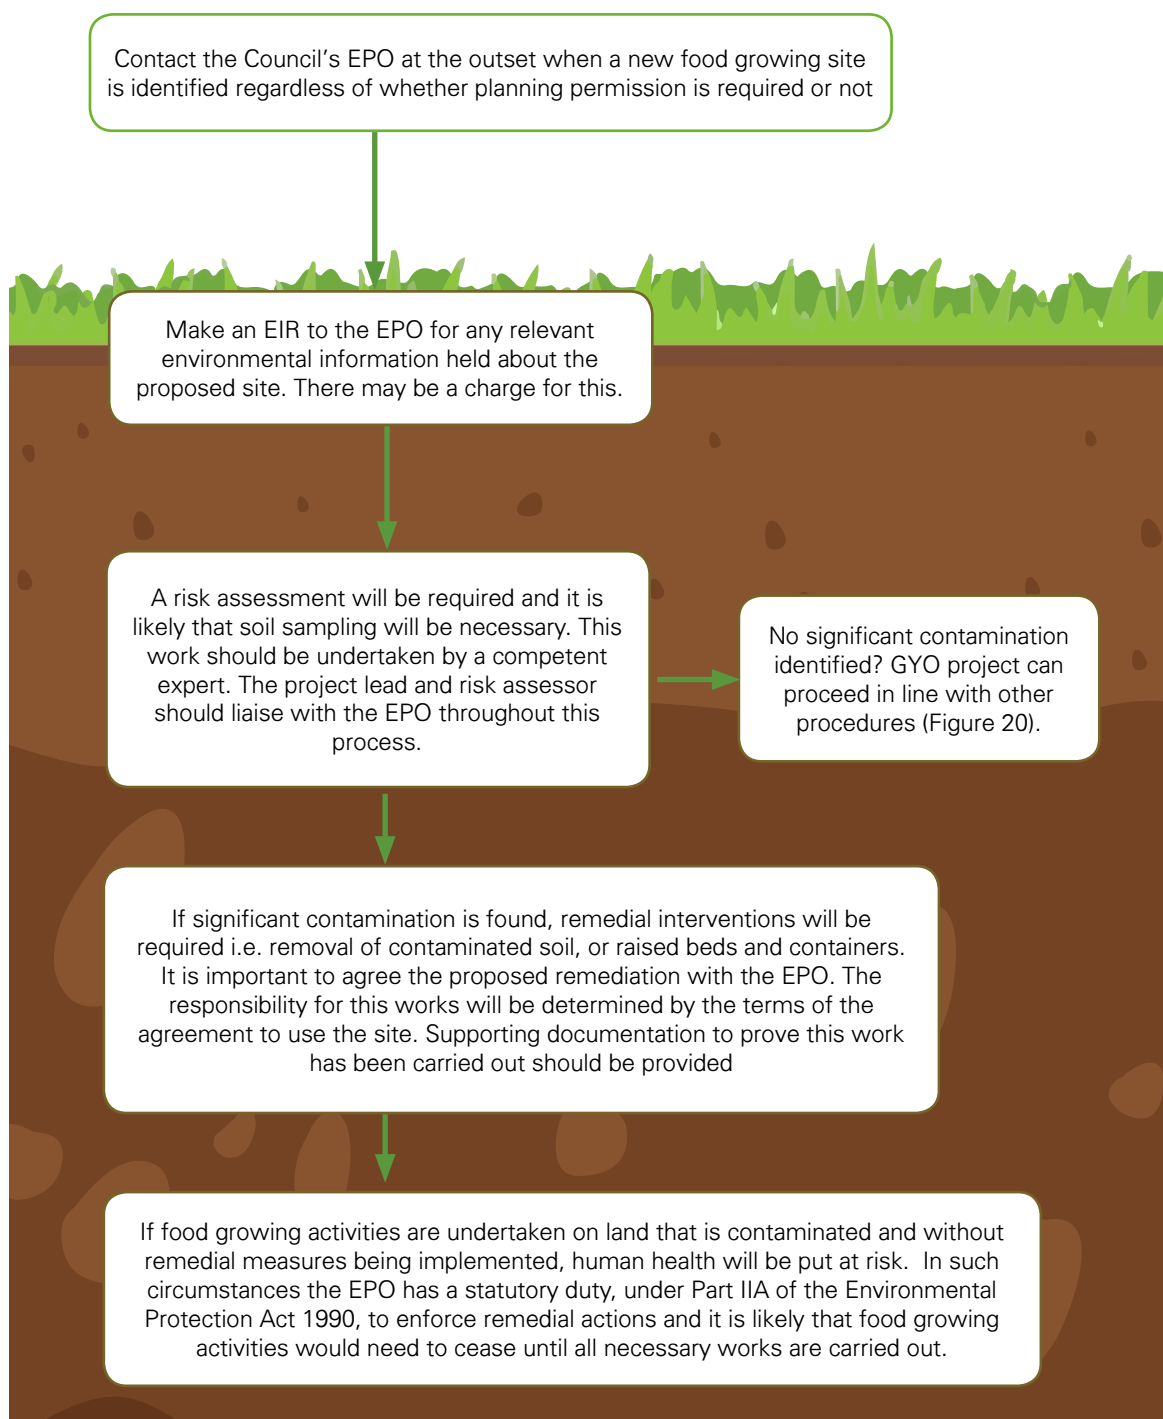 Contact the Council's EPO at the outset when a new food growing site
is identified regardless of whether planning permission is required or not
Make an EIR to the EPO for any relevant
environmental information held about the
proposed site. There may be a charge for this.
A risk assessment will be required and it is
likely that soil sampling will be necessary. This
work should be undertaken by a competent
expert. The project lead and risk assessor
should liaise with the EPO throughout this
process.
No significant contamination
identified? GYO project can
proceed in line with other
procedures (Figure 20).
If significant contamination is found, remedial interventions will be
required i.e. removal of contaminated soil, or raised beds and containers.
It is important to agree the proposed remediation with the EPO. The
responsibility for this works will be determined by the terms of the
agreement to use the site. Supporting documentation to prove this work
has been carried out should be provided
If food growing activities are undertaken on land that is contaminated and without
remedial measures being implemented, human health will be put at risk.  In such
circumstances the EPO has a statutory duty, under Part IIA of the Environmental
Protection Act 1990, to enforce remedial actions and it is likely that food growing
activities would need to cease until all necessary works are carried out.